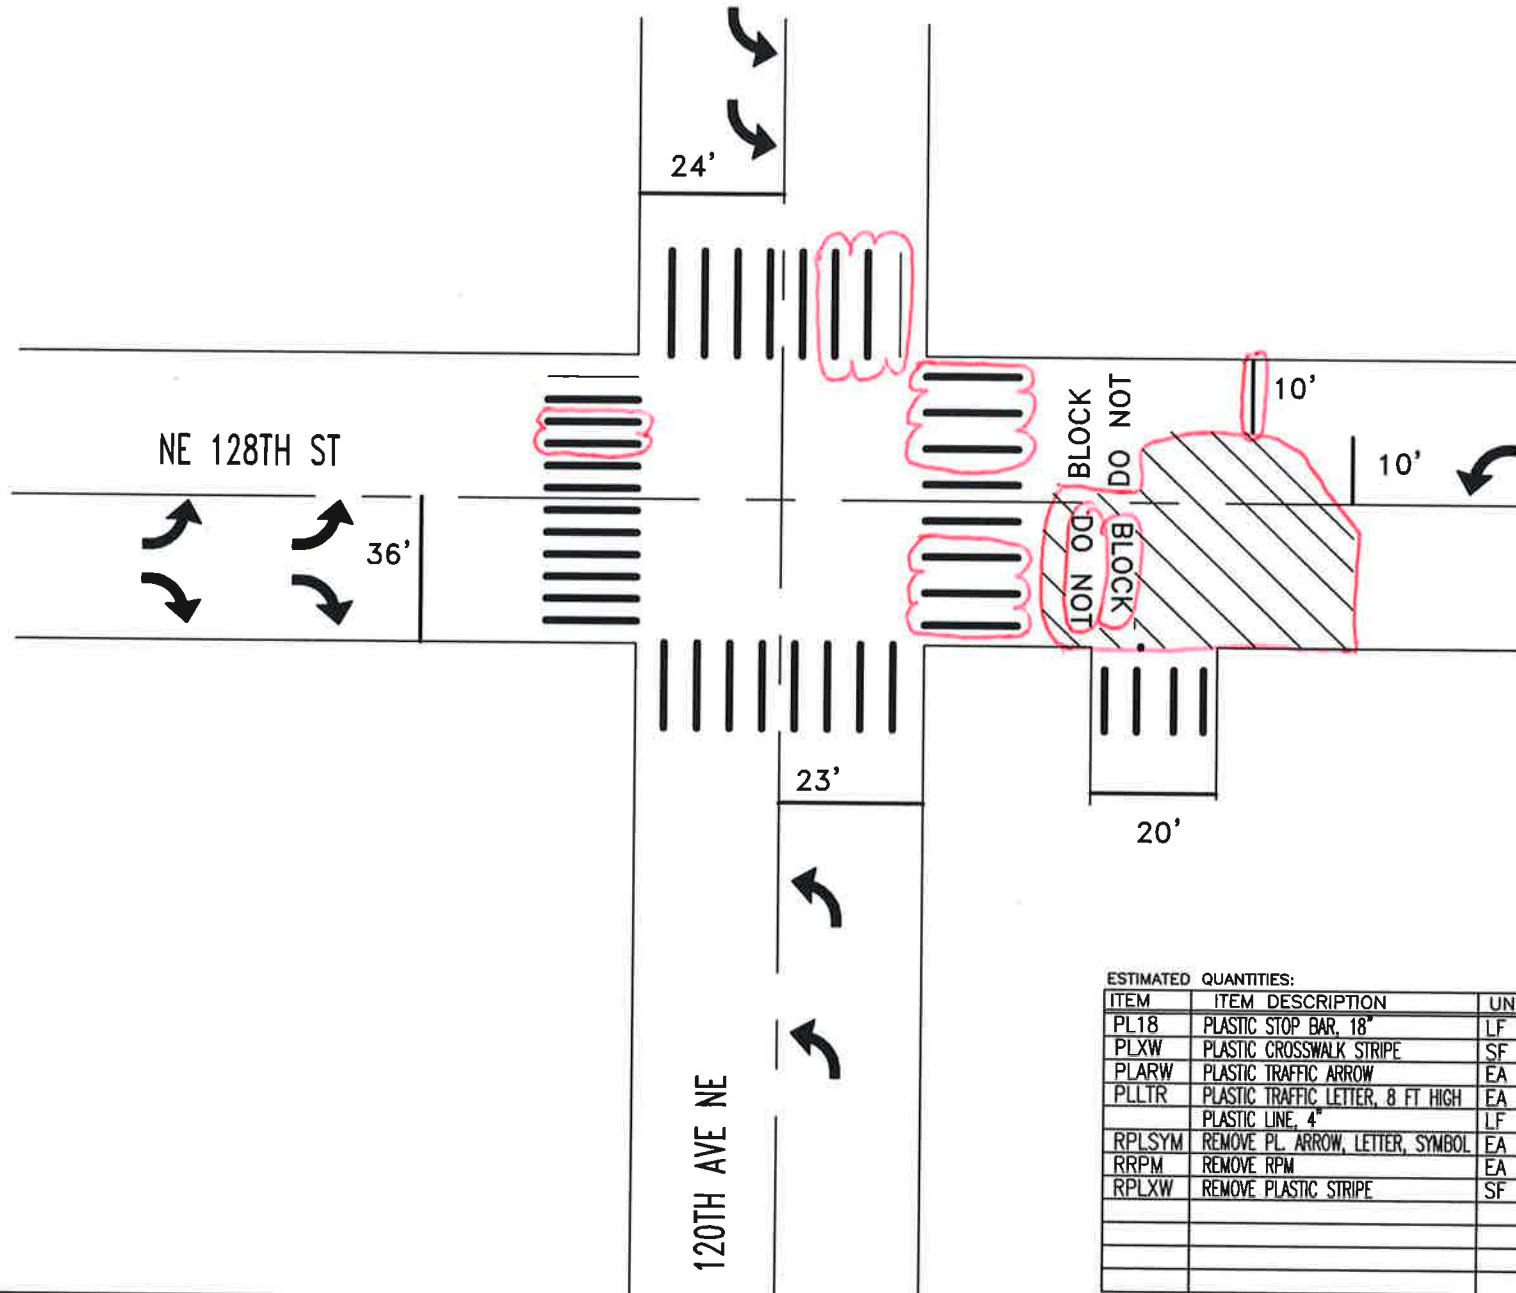 24'
10'
BLOCK
DO NOT
NE 128TH ST
10'
36'
DO NOT
BLOCK
23'
20'
120TH AVE NE
ESTIMATED QUANTITIES:
ITEM ITEM DESCRIPTION UN
PL18 PLASTIC STOP BAR, 18" LF
PLXW PLASTIC CROSSWALK STRIPE SF
PLARW PLASTIC TRAFFIC ARROW EA
PLLTR PLASTIC TRAFFIC LETTER, 8 FT HIGH EA
PLASTIC LINE, 4" LF
RPLSYM REMOVE PL. ARROW, LETTER, SYMBOL EA
RRPM REMOVE RPM EA
RPLXW REMOVE PLASTIC STRIPE SF